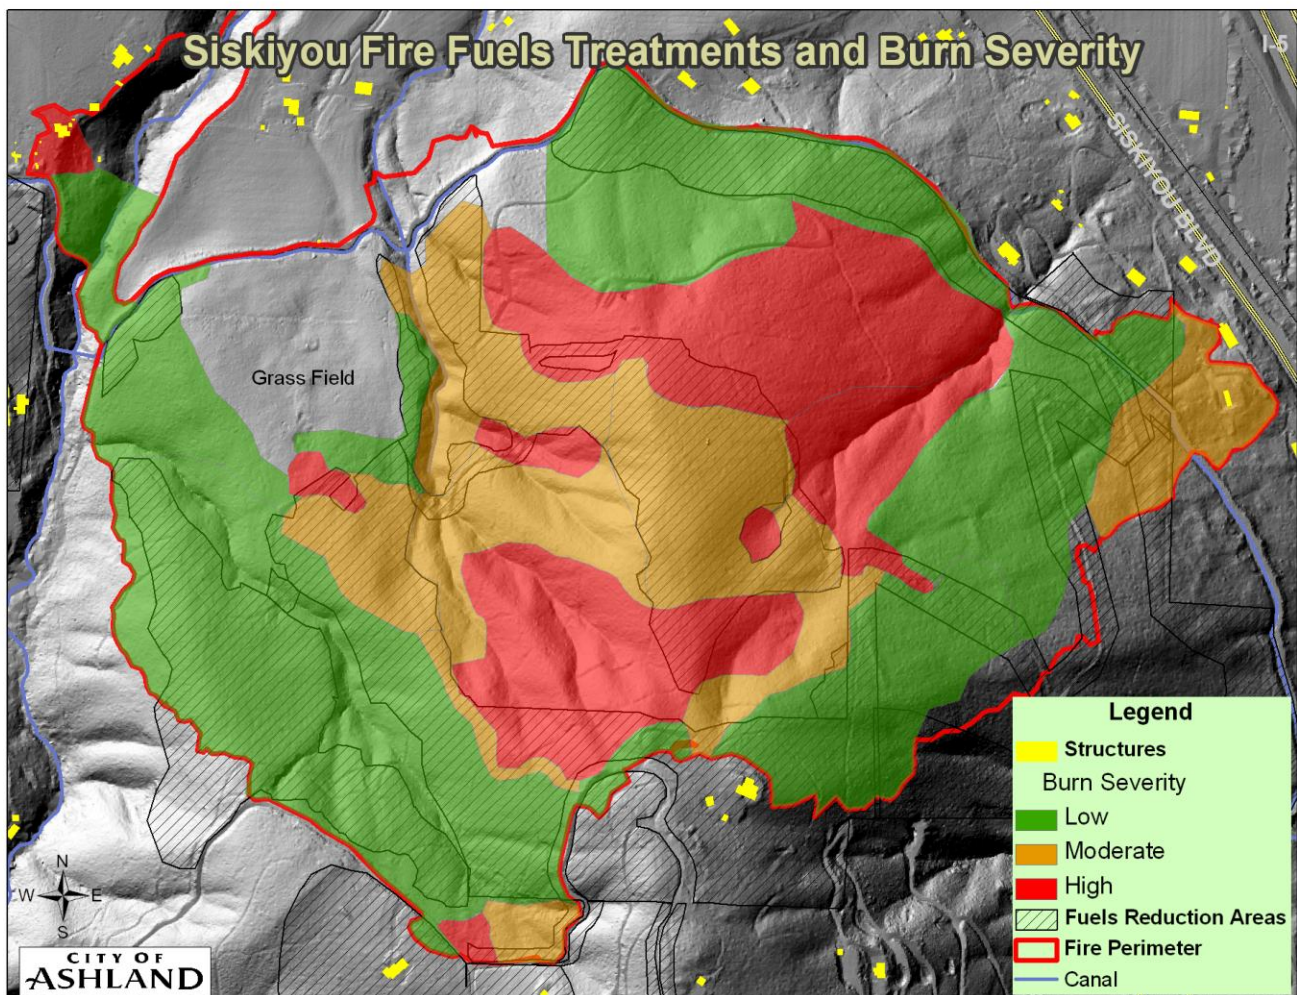 Siskiyou Fire Fuels Treatments and Burn Severity
I-5
SISKIYOU BLVD
Grass Field
Legend
Structures
Burn Severity
Low
Moderate
High
Fuels Reduction Areas
Fire Perimeter
Canal
N
W E
S
CITY OF
ASHLAND